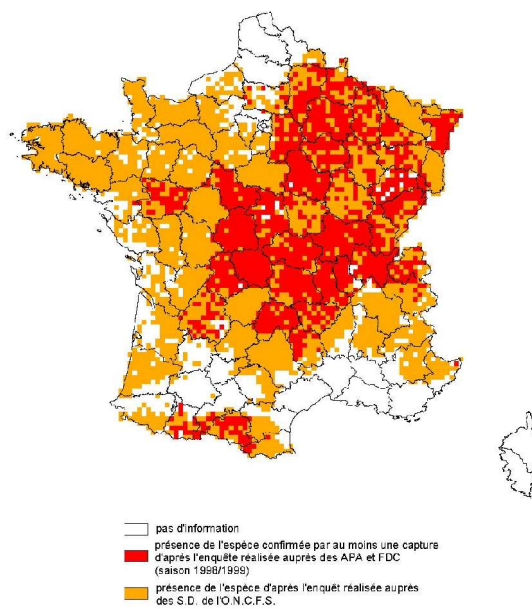 pas d'information
présence de l'espèce confirmée par au moins une capture
d'après l'enquête réalisée auprès des APA et FDC
(saison 1998/1999)
présence de l'espèce d'après l'enquêt réalisée auprès
des S.D. de l'O.N.C.F.S.